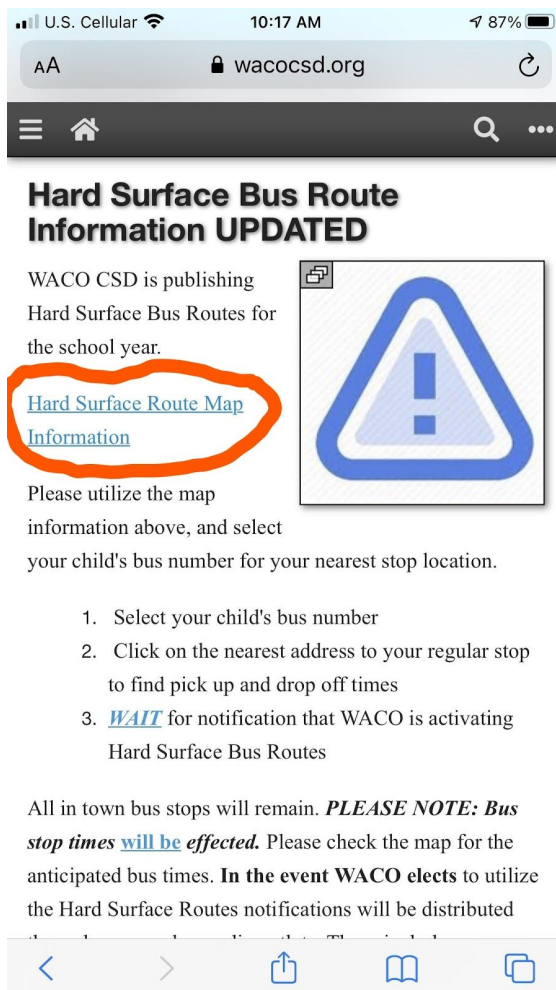 U.S. Cellular 10:17 AM 87%
AA wacocsd.org
Hard Surface Bus Route
Information UPDATED
WACO CSD is publishing
Hard Surface Bus Routes for
the school year.
Hard Surface Route Map
Information
Please utilize the map
information above, and select
your child's bus number for your nearest stop location.
1. Select your child's bus number
2. Click on the nearest address to your regular stop
to find pick up and drop off times
3. WAIT for notification that WACO is activating
Hard Surface Bus Routes
All in town bus stops will remain. PLEASE NOTE: Bus
stop times will be effected. Please check the map for the
anticipated bus times. In the event WACO elects to utilize
the Hard Surface Routes notifications will be distributed